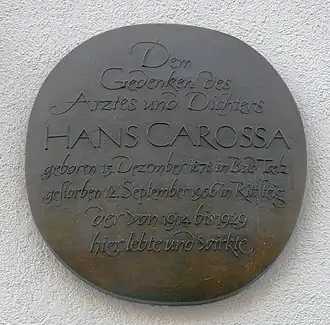 Dem
Gedenken des
Arztes und Dichters
HANS CAROSSA
geboren 15. Dezember 1878 in Bad Toelz
gestorben 12. September 1956 in Rittsteig
der von 1914 bis 1929
hier lebte und wirkte